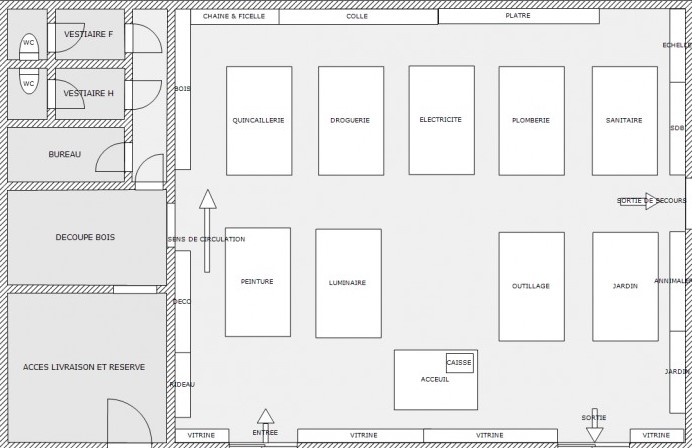 CHAINE & FICELLE
COLLE
PLATRE
WC
VESTIAIRE F
ECHELLE
WC
VESTIAIRE H
BOIS
QUINCAILLERIE
DROGUERIE
ELECTRICITE
PLOMBERIE
SANITAIRE
SDB
BUREAU
SORTIE DE SECOURS
DECOUPE BOIS
SENS DE CIRCULATION
PEINTURE
LUMINAIRE
OUTILLAGE
JARDIN
ANNIMALER
DECO
ACCES LIVRAISON ET RESERVE
CAISSE
ACCEUIL
RIDEAU
JARDIN
ENTREE
SORTIE
VITRINE
VITRINE
VITRINE
VITRINE